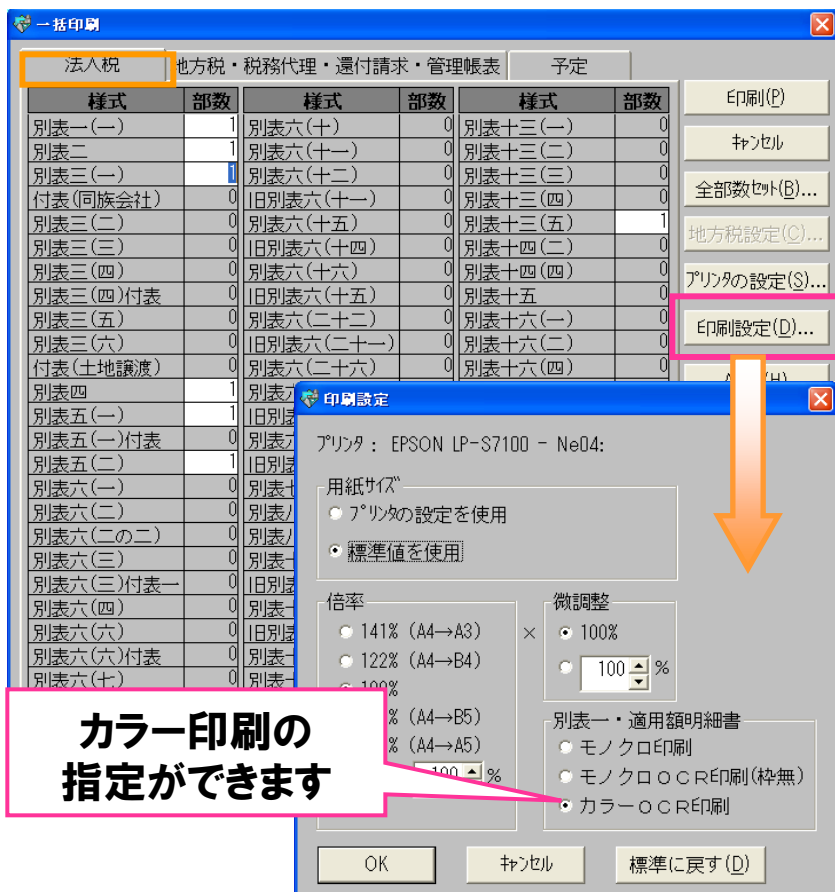 一括印刷
法人税 地方税・税務代理・還付請求・管理帳表 予定
様式 部数 様式 部数 様式 部数
別表一(一) 1 別表六(十) 0 別表十三(一) 0
別表二 1 別表六(十一) 0 別表十三(二) 0
別表三(一) 1 別表六(十二) 0 別表十三(三) 0
付表(同族会社) 0 旧別表六(十一) 0 別表十三(四) 0
別表三(二) 0 別表六(十五) 0 別表十三(五) 1
別表三(三) 0 旧別表六(十四) 0 別表十四(二) 0
別表三(四) 0 別表六(十六) 0 別表十四(四) 0
別表三(四)付表 0 旧別表六(十五) 0 別表十五 0
別表三(五) 0 別表六(二十二) 0 別表十六(一) 0
別表三(六) 0 旧別表六(二十一) 0 別表十六(二) 0
付表(土地譲渡) 0 別表六(二十六) 0 別表十六(四) 0
別表四 1
別表五(一) 1
別表五(一)付表 0
別表五(二) 1
別表六(一) 0
別表六(二) 0
別表六(二の二) 0
別表六(三) 0
別表六(三)付表一 0
別表六(四) 0
別表六(六) 0
別表六(六)付表 0
別表六(七) 0
印刷(P)
キャンセル
全部数セット(B)...
地方税設定(C)...
プリンタの設定(S)...
印刷設定(D)...
印刷設定
プリンタ : EPSON LP-S7100 - Ne04:
用紙サイズ
プリンタの設定を使用
標準値を使用
倍率
141% (A4→A3)
122% (A4→B4)
% (A4→B5)
% (A4→A5)
%
×
微調整
100%
100 %
別表一・適用額明細書
モノクロ印刷
モノクロOCR印刷(枠無)
カラーOCR印刷
OK キャンセル 標準に戻す(D)
カラー印刷の
指定ができます